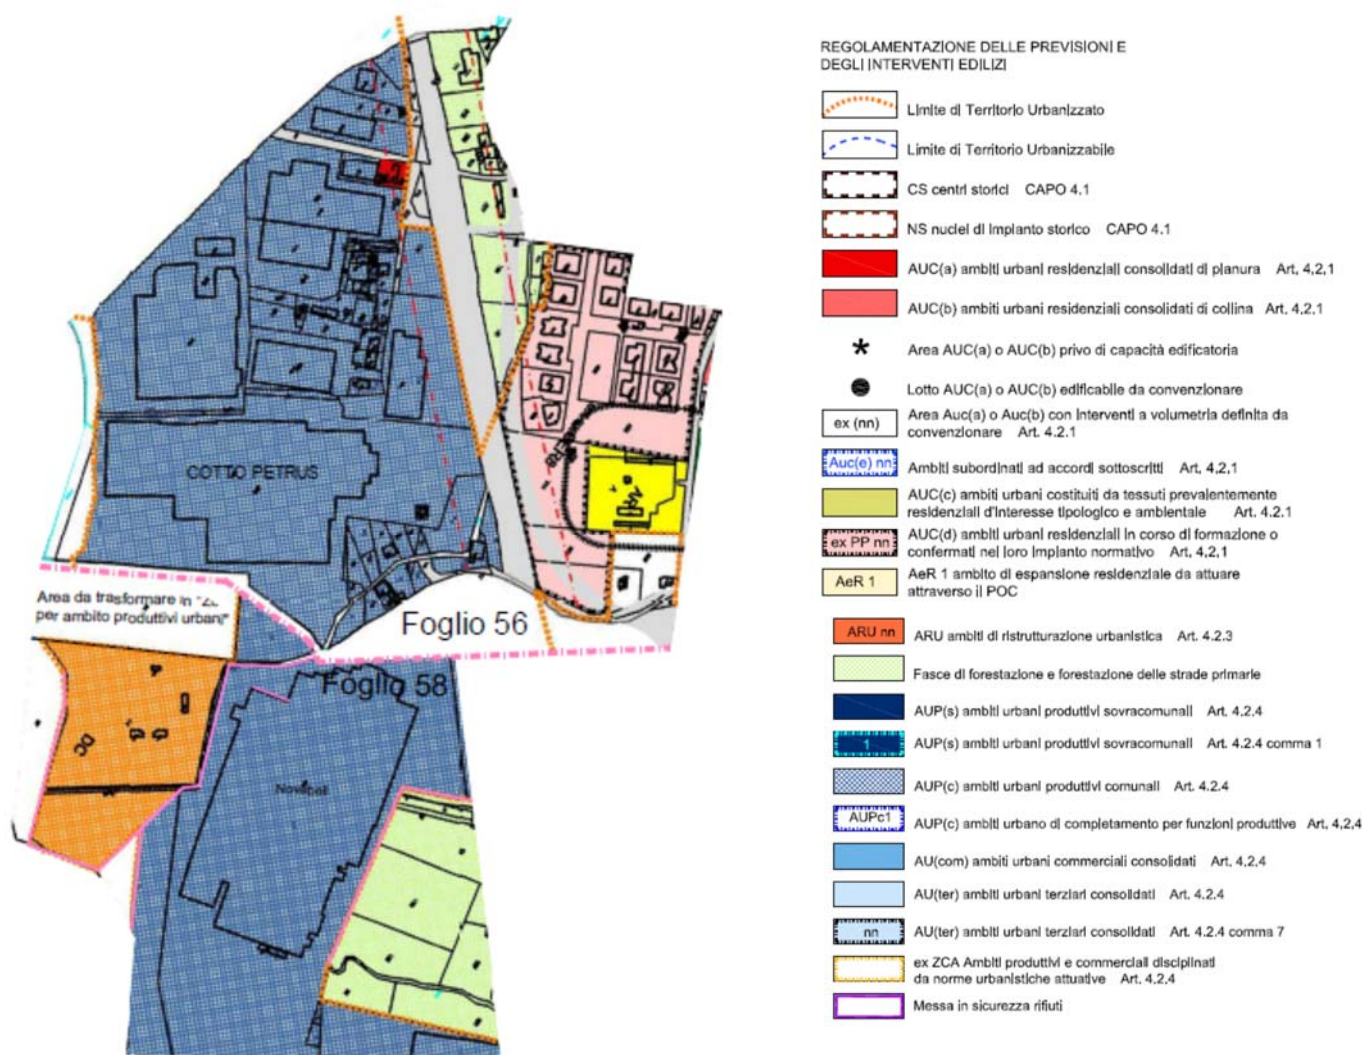 COTTO PETRUS
Area da trasformare in
per ambito produttivi urbani"
Foglio 56
Foglio 58
DC
REGOLAMENTAZIONE DELLE PREVISIONI E
DEGLI INTERVENTI EDILIZI
Limite di Territorio Urbanizzato
Limite di Territorio Urbanizzabile
CS centri storici CAPO 4.1
NS nuclei di impianto storico CAPO 4.1
AUC(a) ambiti urbani residenziali consolidati di pianura Art. 4.2.1
AUC(b) ambiti urbani residenziali consolidati di collina Art. 4.2.1
* Area AUC(a) o AUC(b) privo di capacità edificatoria
Lotto AUC(a) o AUC(b) edificabile da convenzionare
ex (nn) Area Auc(a) o Auc(b) con interventi a volumetria definita da
convenzionare Art. 4.2.1
Auc(e) nn Ambiti subordinati ad accordi sottoscritti Art. 4.2.1
AUC(c) ambiti urbani costituiti da tessuti prevalentemente
residenziali d'interesse tipologico e ambientale Art. 4.2.1
ex PP nn AUC(d) ambiti urbani residenziali in corso di formazione o
confermati nel loro impianto normativo Art. 4.2.1
AeR 1 AeR 1 ambito di espansione residenziale da attuare
attraverso il POC
ARU nn ARU ambiti di ristrutturazione urbanistica Art. 4.2.3
Fasce di forestazione e forestazione delle strade primarie
AUP(s) ambiti urbani produttivi sovracomunali Art. 4.2.4
1 AUP(s) ambiti urbani produttivi sovracomunali Art. 4.2.4 comma 1
AUP(c) ambiti urbani produttivi comunali Art. 4.2.4
AUPc1 AUP(c) ambiti urbano di completamento per funzioni produttive Art. 4.2.4
AU(com) ambiti urbani commerciali consolidati Art. 4.2.4
AU(ter) ambiti urbani terziari consolidati Art. 4.2.4
nn AU(ter) ambiti urbani terziari consolidati Art. 4.2.4 comma 7
ex ZCA Ambiti produttivi e commerciali disciplinati
da norme urbanistiche attuative Art. 4.2.4
Messa in sicurezza rifiuti